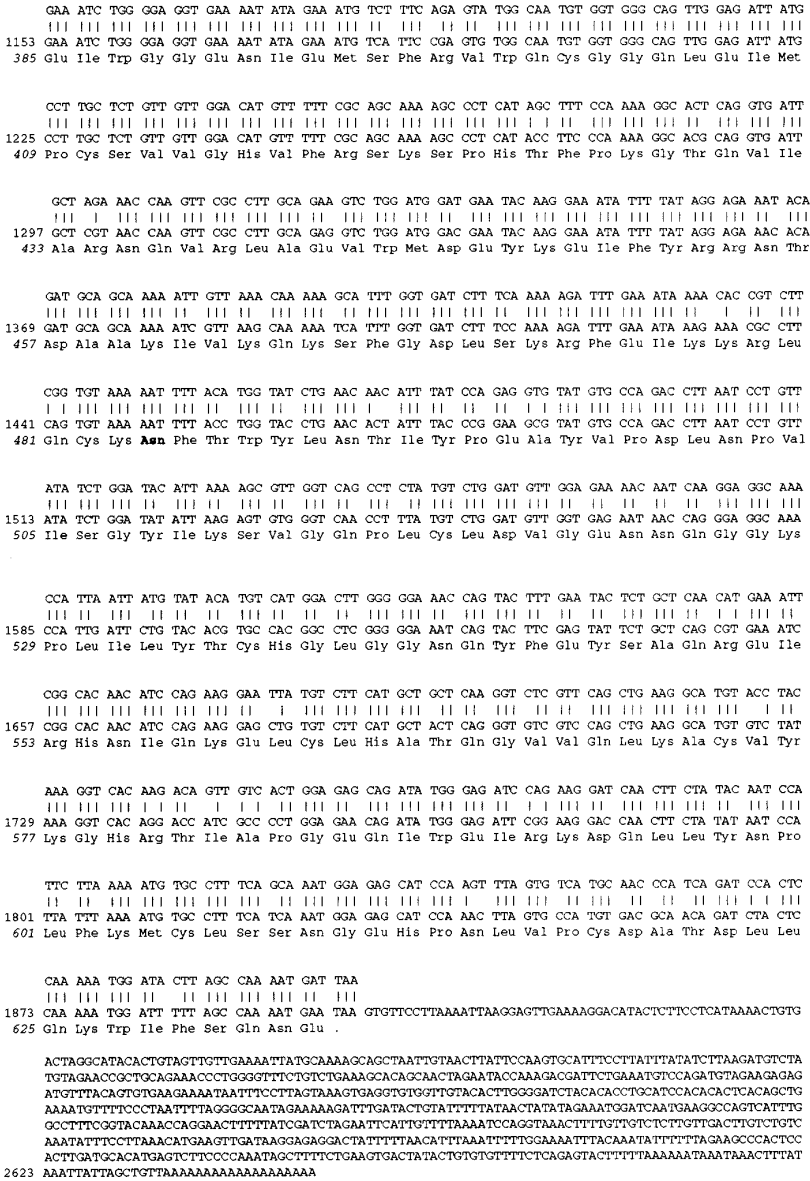 GAA ATC TGG GGA GGT GAA AAT ATA GAA ATG TCT TTC AGA GTA TGG CAA TGT GGT GGG CAG TTG GAG ATT ATG
1153 GAA ATC TGG GGA GGT GAA AAT ATA GAA ATG TCA TTC CGA GTG TGG CAA TGT GGT GGG CAG TTG GAG ATT ATG
385 Glu Ile Trp Gly Gly Glu Asn Ile Glu Met Ser Phe Arg Val Trp Gln Cys Gly Gly Gln Leu Glu Ile Met
CCT TGC TCT GTT GTT GGA CAT GTT TTT CGC AGC AAA AGC CCT CAT AGC TTT CCA AAA GGC ACT CAG GTG ATT
1225 CCT TGC TCT GTT GTT GGA CAT GTT TTT CGC AGC AAA AGC CCT CAT ACC TTC CCA AAA GGC ACG CAG GTG ATT
409 Pro Cys Ser Val Val Gly His Val Phe Arg Ser Lys Ser Pro His Thr Phe Pro Lys Gly Thr Gln Val Ile
GCT AGA AAC CAA GTT CGC CTT GCA GAA GTC TGG ATG GAT GAA TAC AAG GAA ATA TTT TAT AGG AGA AAT ACA
1297 GCT CGT AAC CAA GTT CGC CTT GCA GAG GTC TGG ATG GAC GAA TAC AAG GAA ATA TTT TAT AGG AGA AAC ACA
433 Ala Arg Asn Gln Val Arg Leu Ala Glu Val Trp Met Asp Glu Tyr Lys Glu Ile Phe Tyr Arg Arg Asn Thr
GAT GCA GCA AAA ATT GTT AAA CAA AAA GCA TTT GGT GAT CTT TCA AAA AGA TTT GAA ATA AAA CAC CGT CTT
1369 GAT GCA GCA AAA ATC GTT AAG CAA AAA TCA TTT GGT GAT CTT TCC AAA AGA TTT GAA ATA AAG AAA CGC CTT
457 Asp Ala Ala Lys Ile Val Lys Gln Lys Ser Phe Gly Asp Leu Ser Lys Arg Phe Glu Ile Lys Lys Arg Leu
CGG TGT AAA AAT TTT ACA TGG TAT CTG AAC AAC ATT TAT CCA GAG GTG TAT GTG CCA GAC CTT AAT CCT GTT
1441 CAG TGT AAA AAT TTT ACC TGG TAC CTG AAC ACT ATT TAC CCG GAA GCG TAT GTG CCA GAC CTT AAT CCT GTT
481 Gln Cys Lys Asn Phe Thr Trp Tyr Leu Asn Thr Ile Tyr Pro Glu Ala Tyr Val Pro Asp Leu Asn Pro Val
ATA TCT GGA TAC ATT AAA AGC GTT GGT CAG CCT CTA TGT CTG GAT GTT GGA GAA AAC AAT CAA GGA GGC AAA
1513 ATA TCT GGA TAT ATT AAG AGT GTG GGT CAA CCT TTA TGT CTG GAT GTT GGT GAG AAT AAC CAG GGA GGC AAA
505 Ile Ser Gly Tyr Ile Lys Ser Val Gly Gln Pro Leu Cys Leu Asp Val Gly Glu Asn Asn Gln Gly Gly Lys
CCA TTA ATT ATG TAT ACA TGT CAT GGA CTT GGG GGA AAC CAG TAC TTT GAA TAC TCT GCT CAA CAT GAA ATT
1585 CCA TTG ATT CTG TAC ACG TGC CAC GGC CTC GGG GGA AAT CAG TAC TTC GAG TAT TCT GCT CAG CGT GAA ATC
529 Pro Leu Ile Leu Tyr Thr Cys His Gly Leu Gly Gly Asn Gln Tyr Phe Glu Tyr Ser Ala Gln Arg Glu Ile
CGG CAC AAC ATC CAG AAG GAA TTA TGT CTT CAT GCT GCT CAA GGT CTC GTT CAG CTG AAG GCA TGT ACC TAC
1657 CGG CAC AAC ATC CAG AAG GAG CTG TGT CTT CAT GCT ACT CAG GGT GTC GTC CAG CTG AAG GCA TGT GTC TAT
553 Arg His Asn Ile Gln Lys Glu Leu Cys Leu His Ala Thr Gln Gly Val Val Gln Leu Lys Ala Cys Val Tyr
AAA GGT CAC AAG ACA GTT GTC ACT GGA GAG CAG ATA TGG GAG ATC CAG AAG GAT CAA CTT CTA TAC AAT CCA
1729 AAA GGT CAC AGG ACC ATC GCC CCT GGA GAA CAG ATA TGG GAG ATT CGG AAG GAC CAA CTT CTA TAT AAT CCA
577 Lys Gly His Arg Thr Ile Ala Pro Gly Glu Gln Ile Trp Glu Ile Arg Lys Asp Gln Leu Leu Tyr Asn Pro
TTC TTA AAA ATG TGC CTT TCA GCA AAT GGA GAG CAT CCA AGT TTA GTG TCA TGC AAC CCA TCA GAT CCA CTC
1801 TTA TTT AAA ATG TGC CTT TCA TCA AAT GGA GAG CAT CCA AAC TTA GTG CCA TGT GAC GCA ACA GAT CTA CTC
601 Leu Phe Lys Met Cys Leu Ser Ser Asn Gly Glu His Pro Asn Leu Val Pro Cys Asp Ala Thr Asp Leu Leu
CAA AAA TGG ATA CTT AGC CAA AAT GAT TAA
1873 CAA AAA TGG ATT TTT AGC CAA AAT GAA TAA GTGTTCCTTAAAATTAAGGAGTTGAAAAGGACATACTCTTCCTCATAAAACTGTG
625 Gln Lys Trp Ile Phe Ser Gln Asn Glu .
ACTAGGCATACACTGTAGTTGTTGAAAATTATGCAAAAGCAGCTAATTGTAACTTATTCCAAGTGCATTTCCTTATTTATATCTTAAGATGTCTA
TGTAGAACCGCTGCAGAAACCCTGGGGTTTCTGTCTGAAAGCACAGCAACTAGAATACCAAAGACGATTCTGAAATGTCCAGATGTAGAAGAGAG
ATGTTTACAGTGTGAAGAAAATAATTTCCTTAGTAAAGTGAGGTGTGGTTGTACACTTGGGGATCTACACACCTGCATCCACACACTCACAGCTG
AAAATGTTTTCCCTAATTTTAGGGGCAATAGAAAAAGATTTGATACTGTATTTTTATAACTATATAGAAATGGATCAATGAAGGCCAGTCATTTG
GCCTTTCGGTACAAACCAGGAACTTTTTATCGATCTAGAATTCATTGTTTTAAAATCCAGGTAAACTTTTGTTGTCTCTTGTTGACTTGTCTGTC
AAATATTTCCTTAAACATGAAGTTGATAAGGAGAGGACTATTTTTAACATTTAAATTTTTGGAAAATTTACAAATATTTTTTAGAAGCCCACTCC
ACTTGATGCACATGAGTCTTCCCCAAATAGCTTTTCTGAAGTGACTATACTGTGTGTTTTCTCAGAGTACTTTTTAAAAAATAAATAAACTTTAT
2623 AAATTATTAGCTGTTAAAAAAAAAAAAAAAAAAA